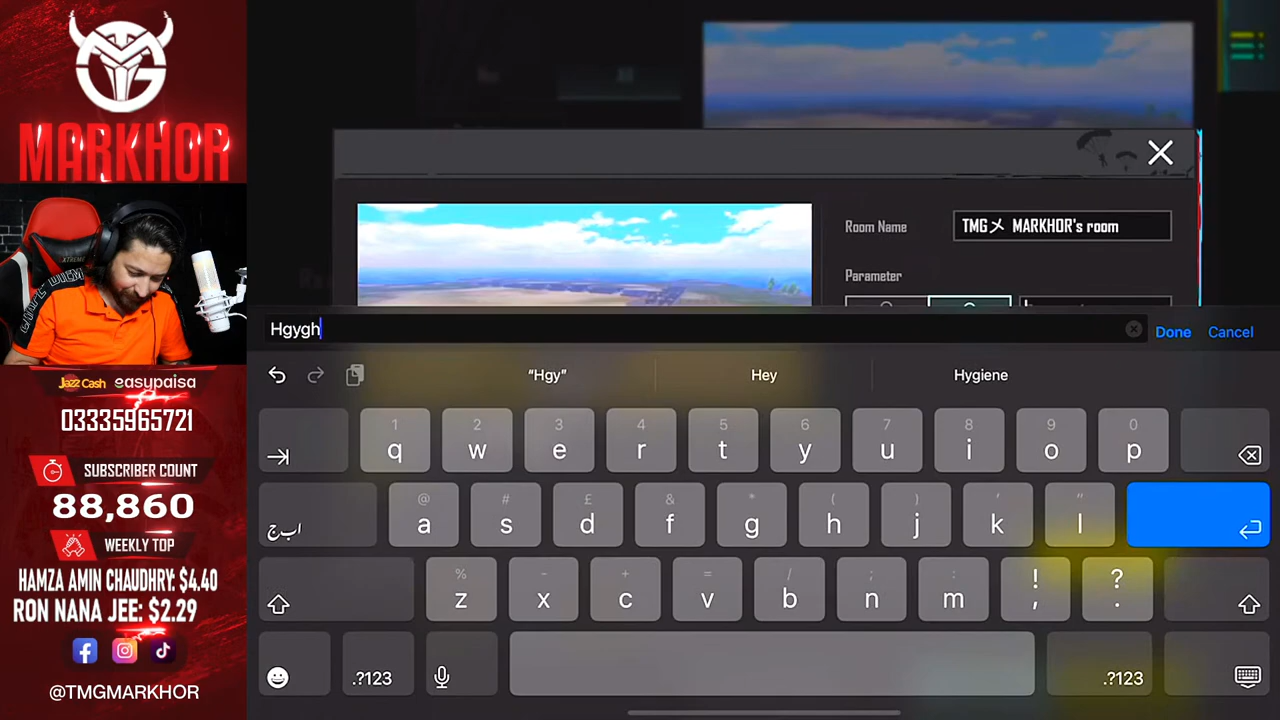 MARKHOR
XTREME
JazzCash easypaisa
03335965721
SUBSCRIBER COUNT
88,860
WEEKLY TOP
HAMZA AMIN CHAUDHRY: $4.40
RON NANA JEE: $2.29
@TMGMARKHOR
Room Name
TMGメ MARKHOR's room
Parameter
Hgygh
Done Cancel
“Hgy” Hey Hygiene
1 2 3 4 5 6 7 8 9 0
q w e r t y u i o p
@ # £ & * ( ) ' "
ا ب ج a s d f g h j k l
% - + = / ; : ! ?
z x c v b n m , .
.?123 .?123